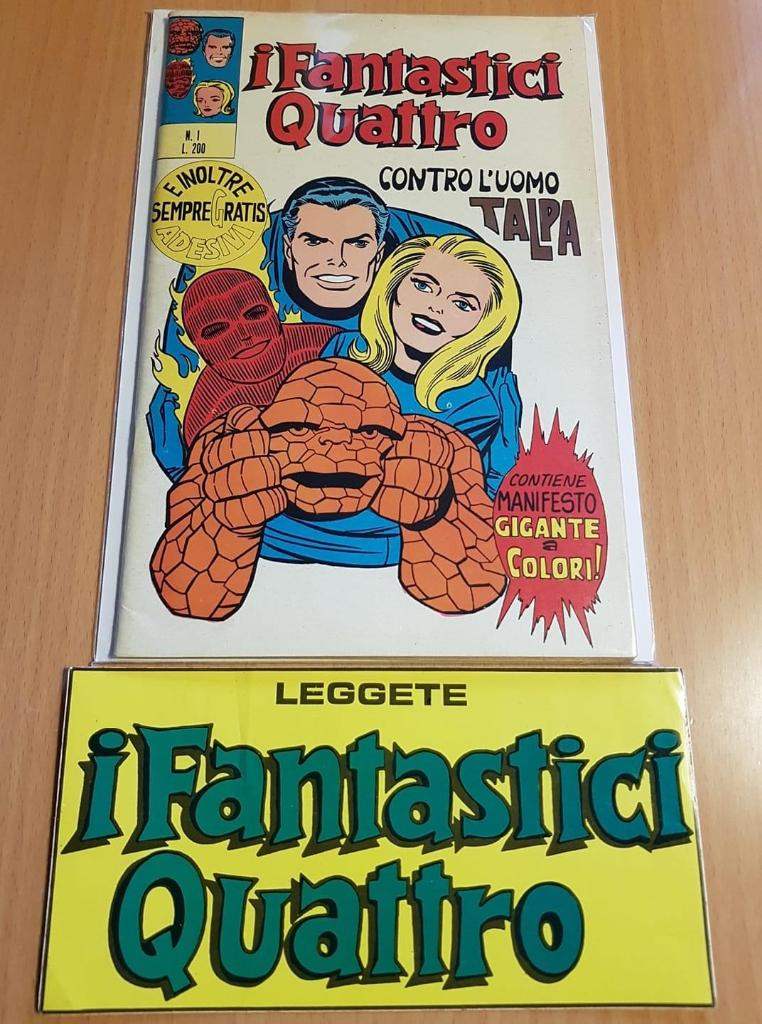 i Fantastici
Quattro
N. 1
L. 200
CONTRO L'UOMO
TALPA
E INOLTRE
SEMPRE GRATIS
ADESIVI
CONTIENE
MANIFESTO
GIGANTE
a
COLORI!
LEGGETE
i Fantastici
Quattro